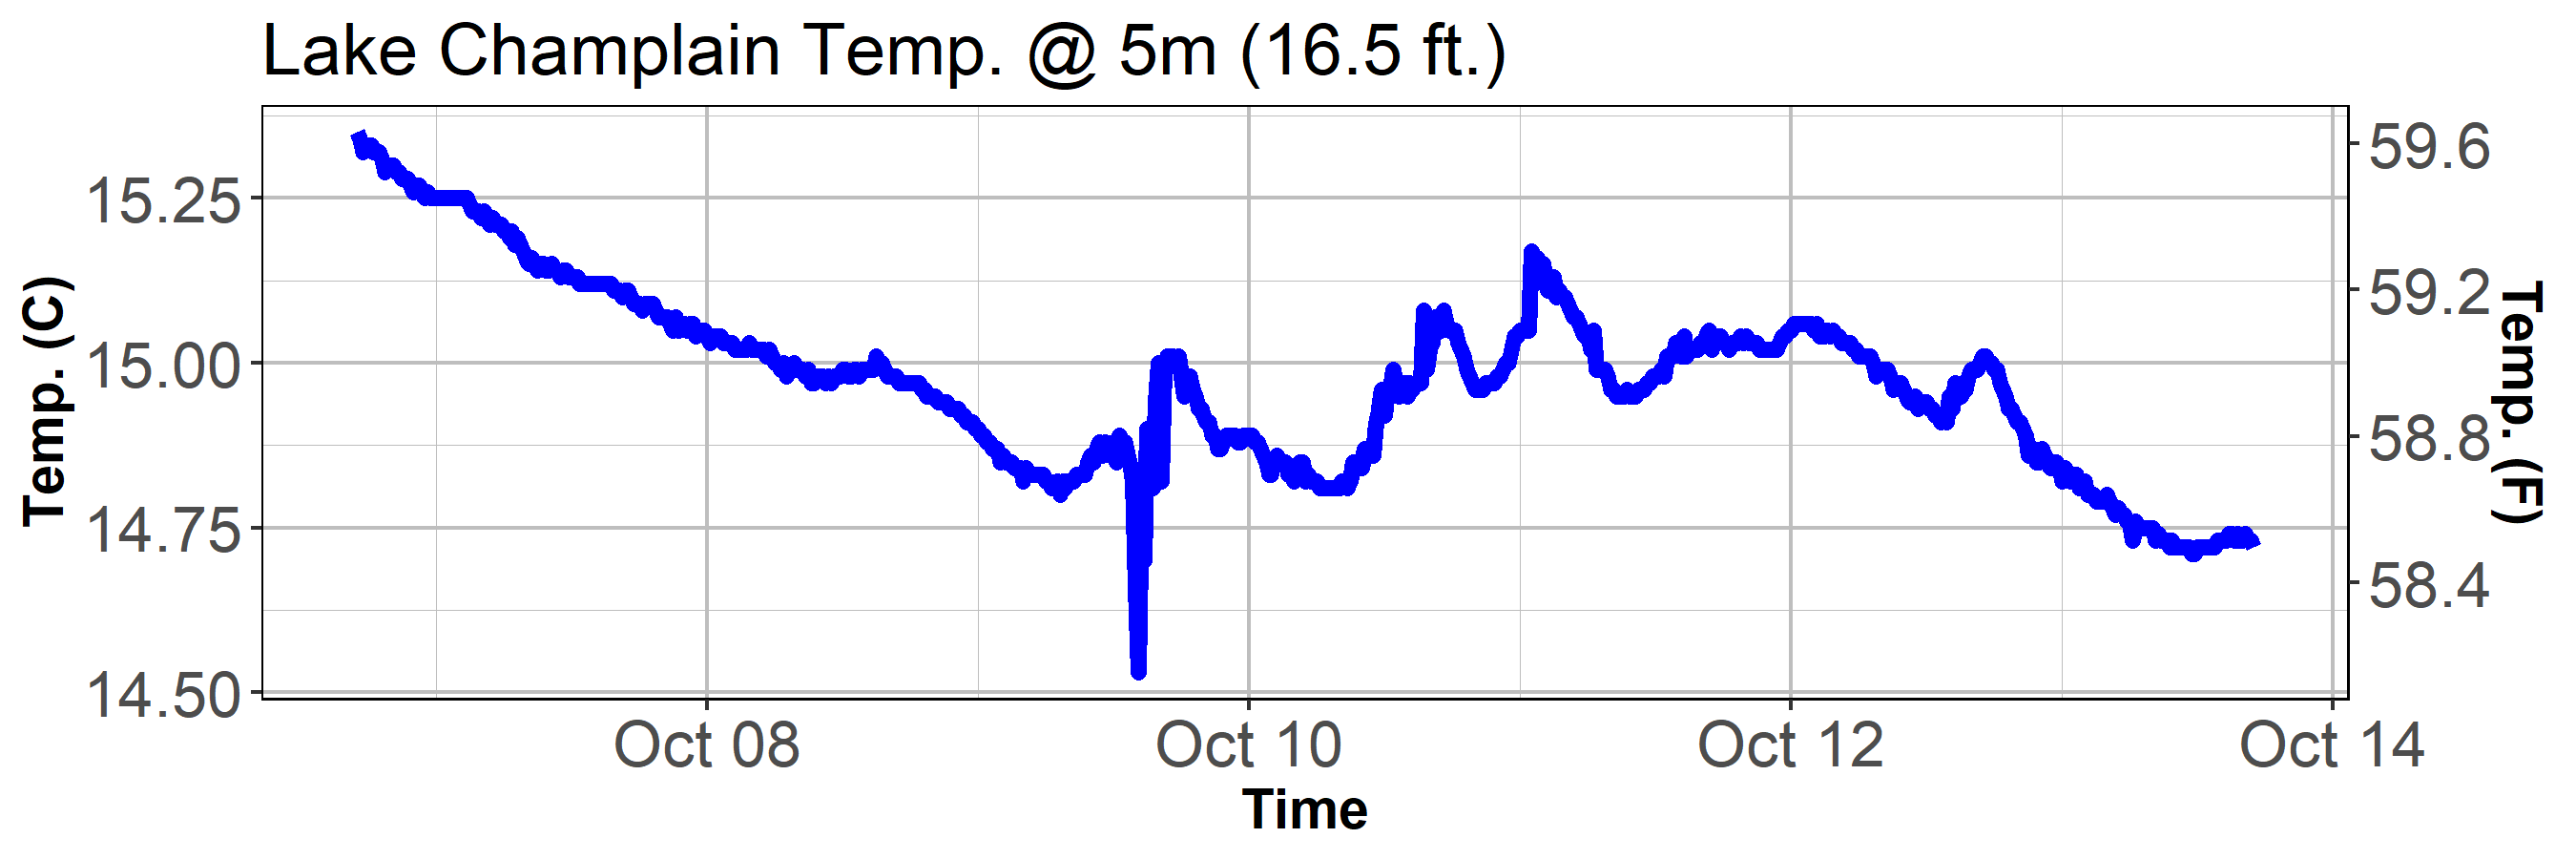 Lake Champlain Temp. @ 5m (16.5 ft.)
Temp. (C)
15.25
15.00
14.75
14.50
59.6
59.2
58.8
58.4
Temp. (F)
Oct 08
Oct 10
Oct 12
Oct 14
Time